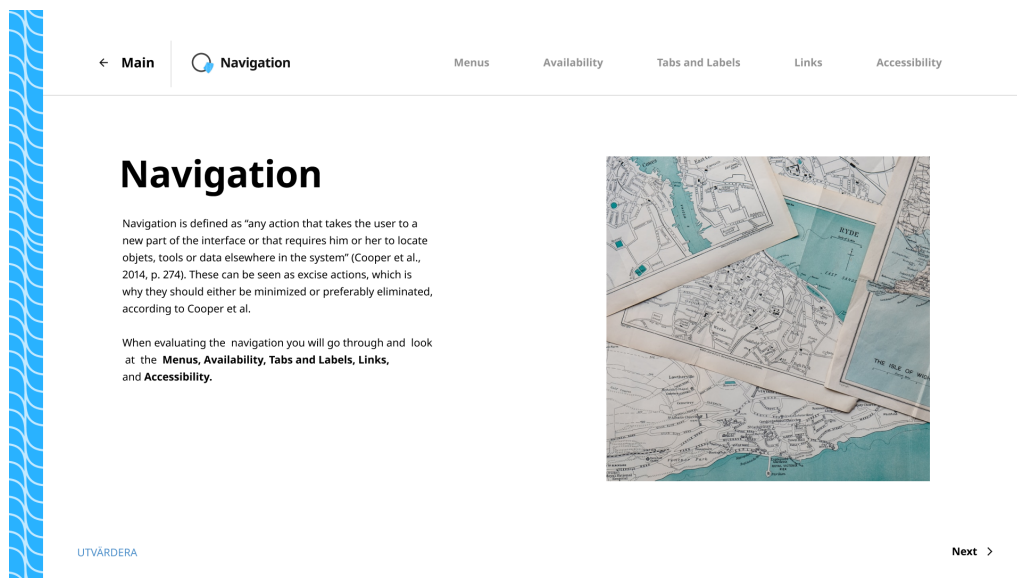 Main
Navigation
Menus
Availability
Tabs and Labels
Links
Accessibility
Navigation
Navigation is defined as “any action that takes the user to a
new part of the interface or that requires him or her to locate
objects, tools or data elsewhere in the system” (Cooper et al.,
2014, p. 274). These can be seen as excise actions, which is
why they should either be minimized or preferably eliminated,
according to Cooper et al.
When evaluating the navigation you will go through and look
at the Menus, Availability, Tabs and Labels, Links,
and Accessibility.
RYDE
THE ISLE OF
UTVÄRDERA
Next